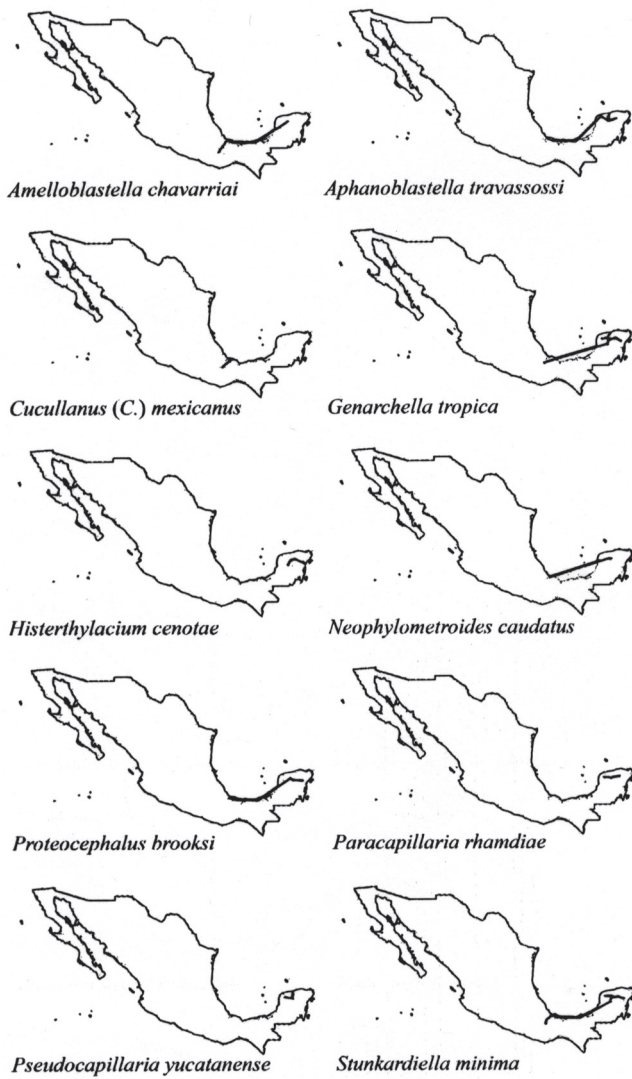 Amelloblastella chavarriai
Aphanoblastella travassossi
Cucullanus (C.) mexicanus
Genarchella tropica
Histerthylacium cenotae
Neophylometroides caudatus
Proteocephalus brooksi
Paracapillaria rhamdiae
Pseudocapillaria yucatanense
Stunkardiella minima